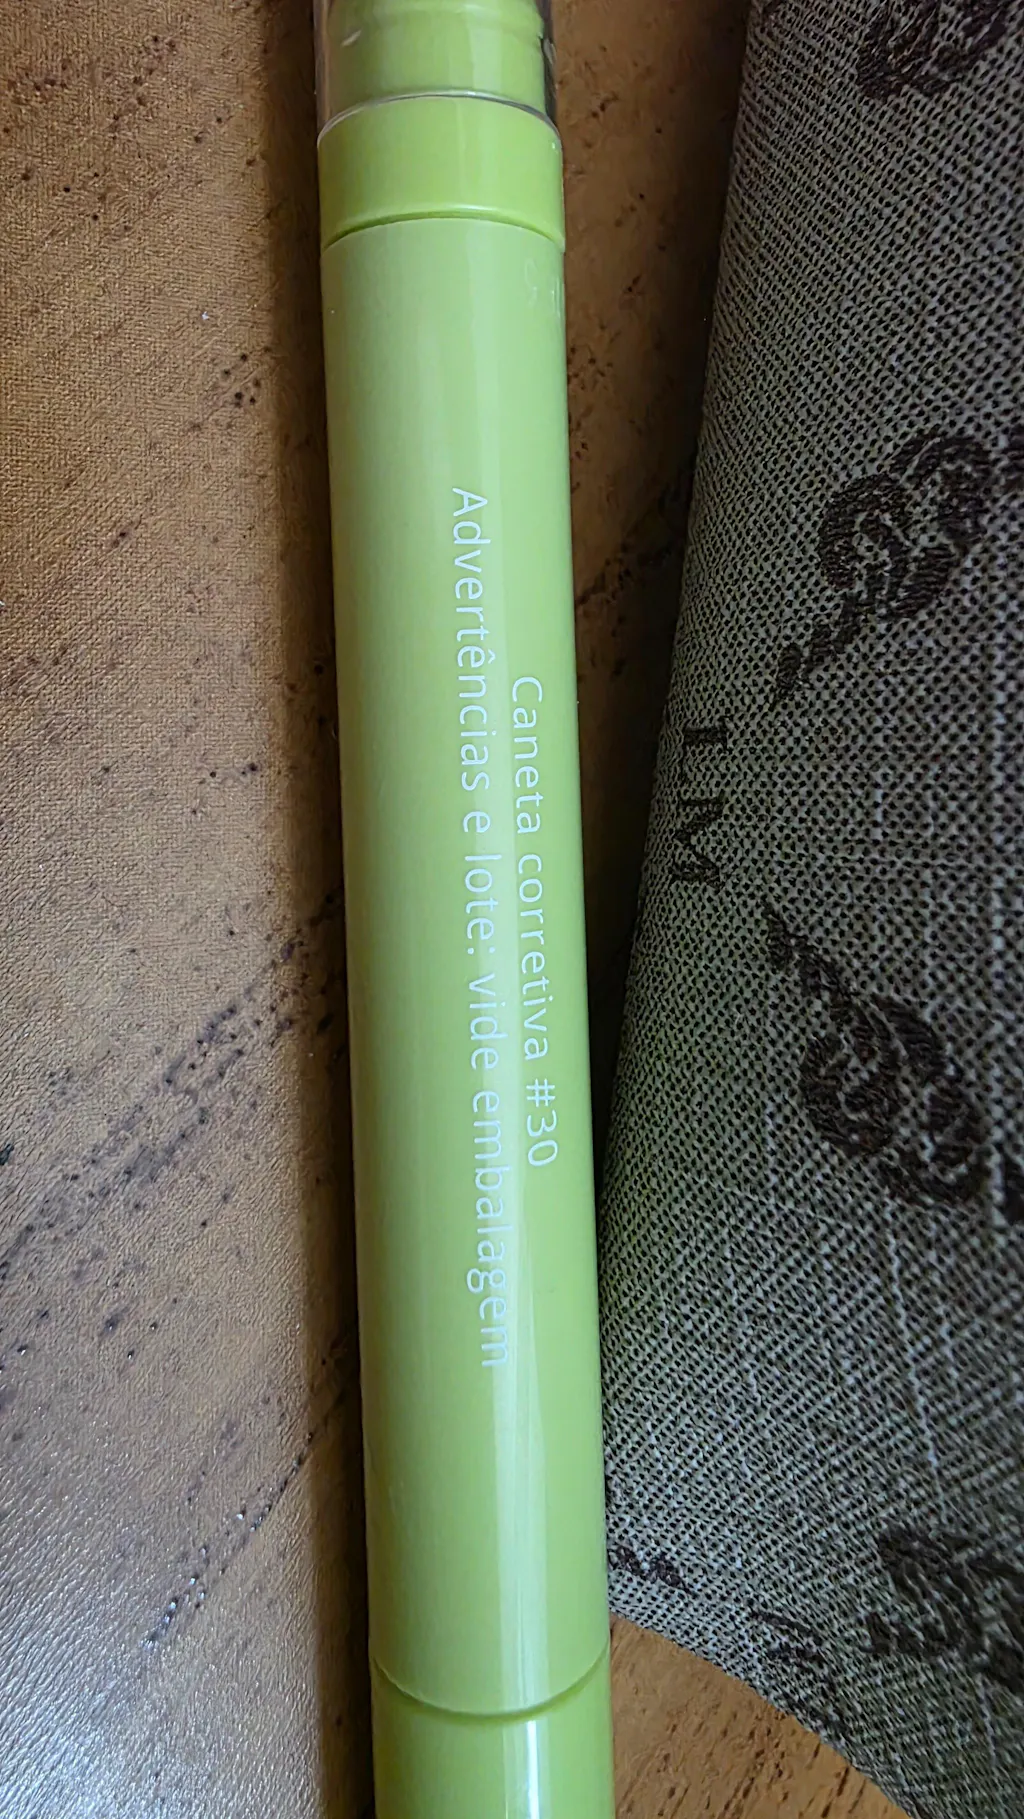 Caneta corretiva #30
Advertências e lote: vide embalagem